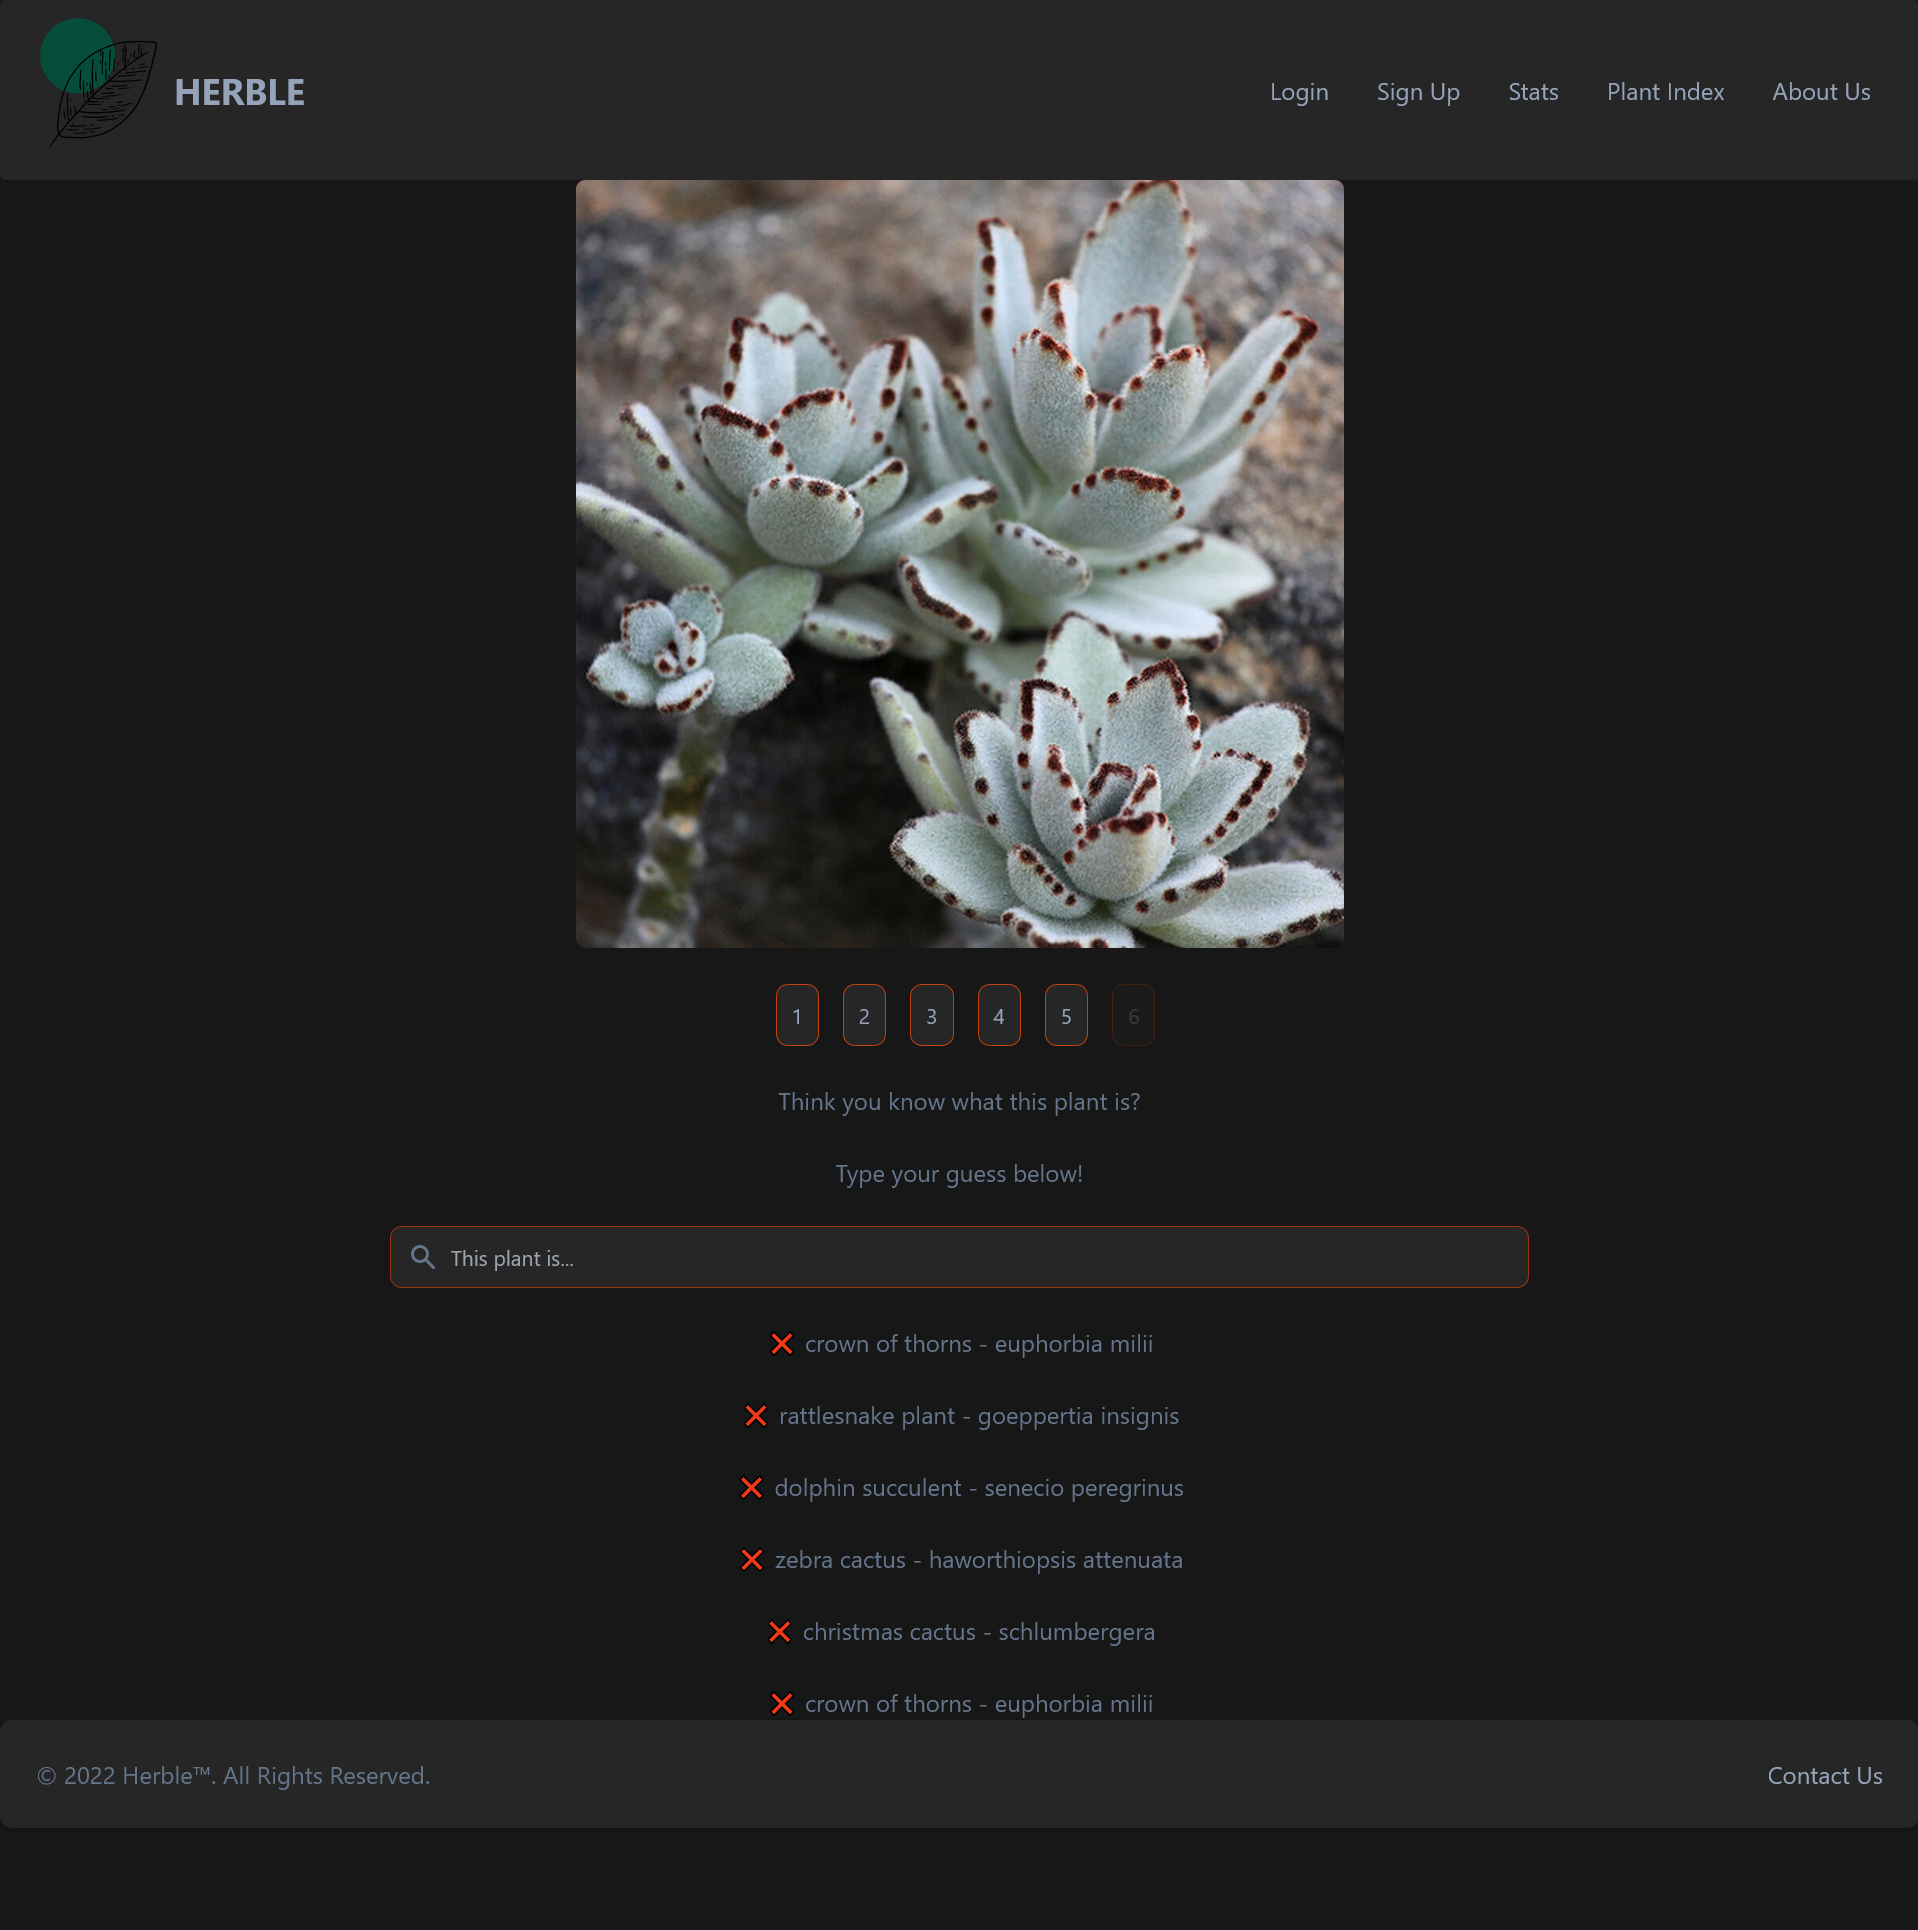 HERBLE
Login Sign Up Stats Plant Index About Us
1 2 3 4 5 6
Think you know what this plant is?
Type your guess below!
This plant is...
❌ crown of thorns - euphorbia milii
❌ rattlesnake plant - goeppertia insignis
❌ dolphin succulent - senecio peregrinus
❌ zebra cactus - haworthiopsis attenuata
❌ christmas cactus - schlumbergera
❌ crown of thorns - euphorbia milii
© 2022 Herble™. All Rights Reserved.
Contact Us